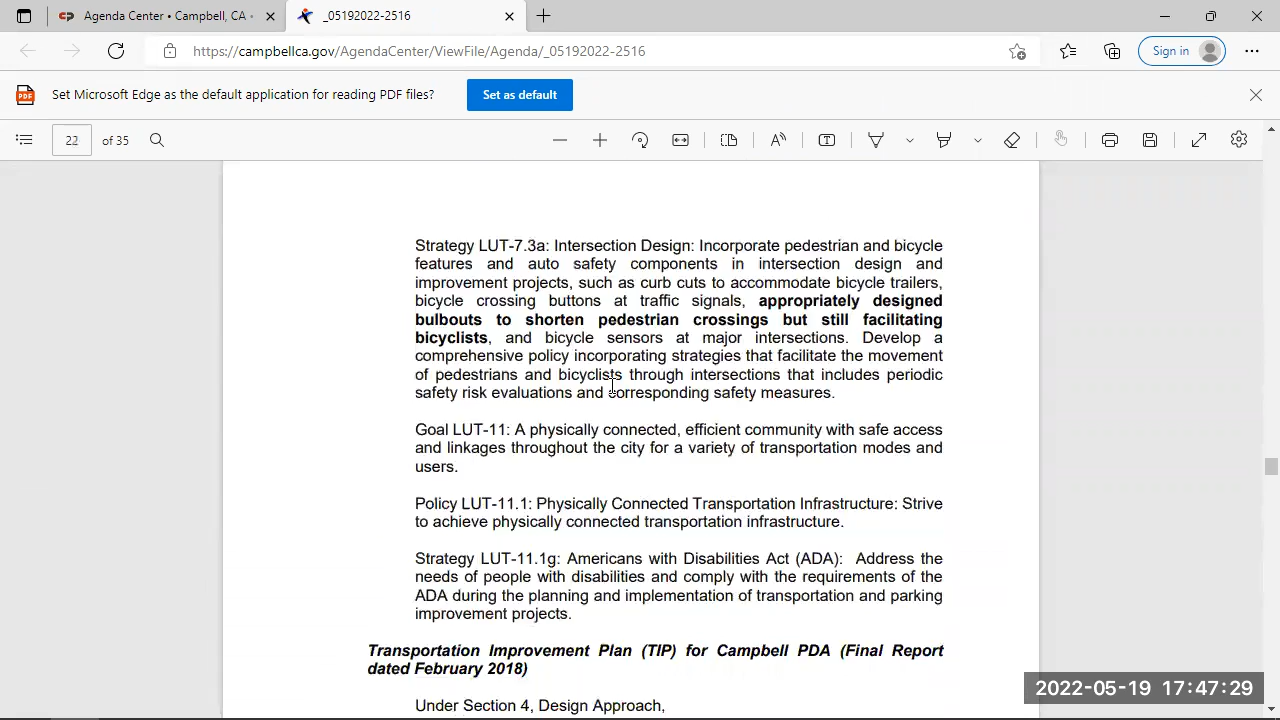 Agenda Center • Campbell, CA •
_05192022-2516
https://campbellca.gov/AgendaCenter/ViewFile/Agenda/_05192022-2516
Sign in
PDF
Set Microsoft Edge as the default application for reading PDF files?
Set as default
22 of 35
Strategy LUT-7.3a: Intersection Design: Incorporate pedestrian and bicycle
features and auto safety components in intersection design and
improvement projects, such as curb cuts to accommodate bicycle trailers,
bicycle crossing buttons at traffic signals, appropriately designed
bulbouts to shorten pedestrian crossings but still facilitating
bicyclists, and bicycle sensors at major intersections. Develop a
comprehensive policy incorporating strategies that facilitate the movement
of pedestrians and bicyclists through intersections that includes periodic
safety risk evaluations and corresponding safety measures.
Goal LUT-11: A physically connected, efficient community with safe access
and linkages throughout the city for a variety of transportation modes and
users.
Policy LUT-11.1: Physically Connected Transportation Infrastructure: Strive
to achieve physically connected transportation infrastructure.
Strategy LUT-11.1g: Americans with Disabilities Act (ADA): Address the
needs of people with disabilities and comply with the requirements of the
ADA during the planning and implementation of transportation and parking
improvement projects.
Transportation Improvement Plan (TIP) for Campbell PDA (Final Report
dated February 2018)
Under Section 4, Design Approach,
2022-05-19 17:47:29